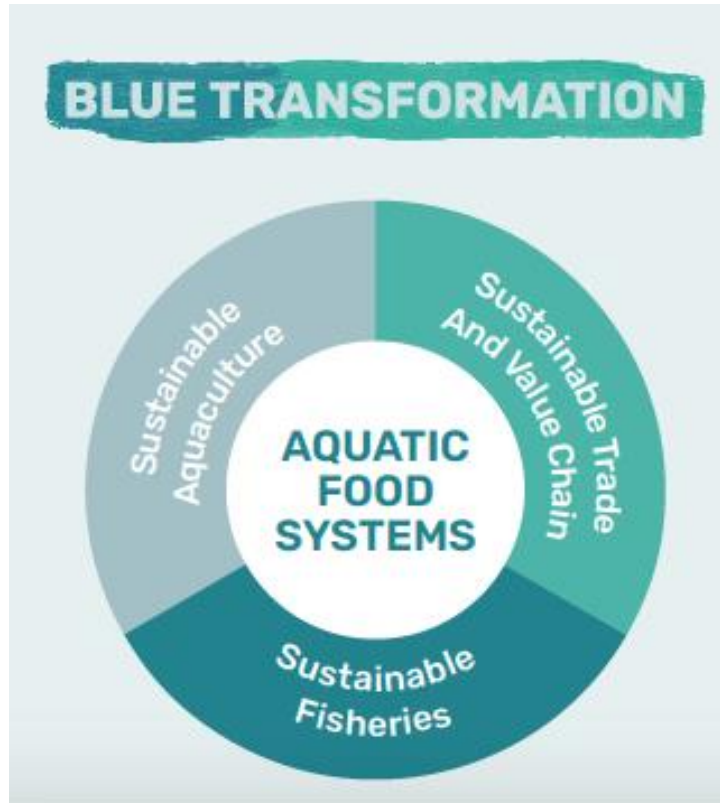 BLUE TRANSFORMATION
Sustainable
Aquaculture
Sustainable Trade
And Value Chain
AQUATIC
FOOD
SYSTEMS
Sustainable
Fisheries